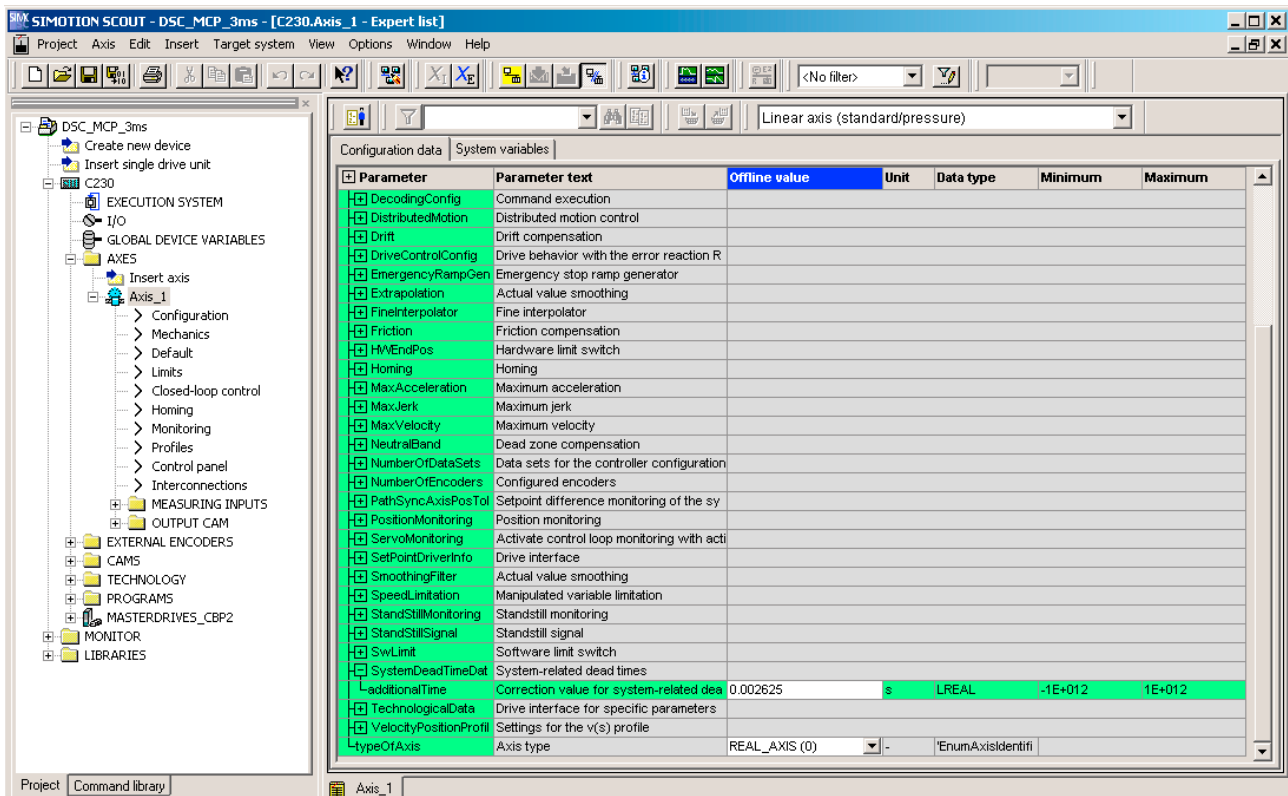 SIMOTION SCOUT - DSC_MCP_3ms - [C230.Axis_1 - Expert list]
Project Axis Edit Insert Target system View Options Window Help
<No filter>
Linear axis (standard/pressure)
DSC_MCP_3ms
Create new device
Insert single drive unit
C230
EXECUTION SYSTEM
I/O
GLOBAL DEVICE VARIABLES
AXES
Insert axis
Axis_1
Configuration
Mechanics
Default
Limits
Closed-loop control
Homing
Monitoring
Profiles
Control panel
Interconnections
MEASURING INPUTS
OUTPUT CAM
EXTERNAL ENCODERS
CAMS
TECHNOLOGY
PROGRAMS
MASTERDRIVES_CBP2
MONITOR
LIBRARIES
Project Command library
Configuration data System variables
Parameter Parameter text Offline value Unit Data type Minimum Maximum
DecodingConfig Command execution
DistributedMotion Distributed motion control
Drift Drift compensation
DriveControlConfig Drive behavior with the error reaction R
EmergencyRampGen Emergency stop ramp generator
Extrapolation Actual value smoothing
FineInterpolator Fine interpolator
Friction Friction compensation
HWEndPos Hardware limit switch
Homing Homing
MaxAcceleration Maximum acceleration
MaxJerk Maximum jerk
MaxVelocity Maximum velocity
NeutralBand Dead zone compensation
NumberOfDataSets Data sets for the controller configuration
NumberOfEncoders Configured encoders
PathSyncAxisPosTol Setpoint difference monitoring of the sy
PositionMonitoring Position monitoring
ServoMonitoring Activate control loop monitoring with acti
SetPointDriverInfo Drive interface
SmoothingFilter Actual value smoothing
SpeedLimitation Manipulated variable limitation
StandStillMonitoring Standstill monitoring
StandStillSignal Standstill signal
SwLimit Software limit switch
SystemDeadTimeDat System-related dead times
additionalTime Correction value for system-related dea 0.002625 s LREAL -1E+012 1E+012
TechnologicalData Drive interface for specific parameters
VelocityPositionProfil Settings for the v(s) profile
typeOfAxis Axis type REAL_AXIS (0) - 'EnumAxisIdentifi
Axis_1